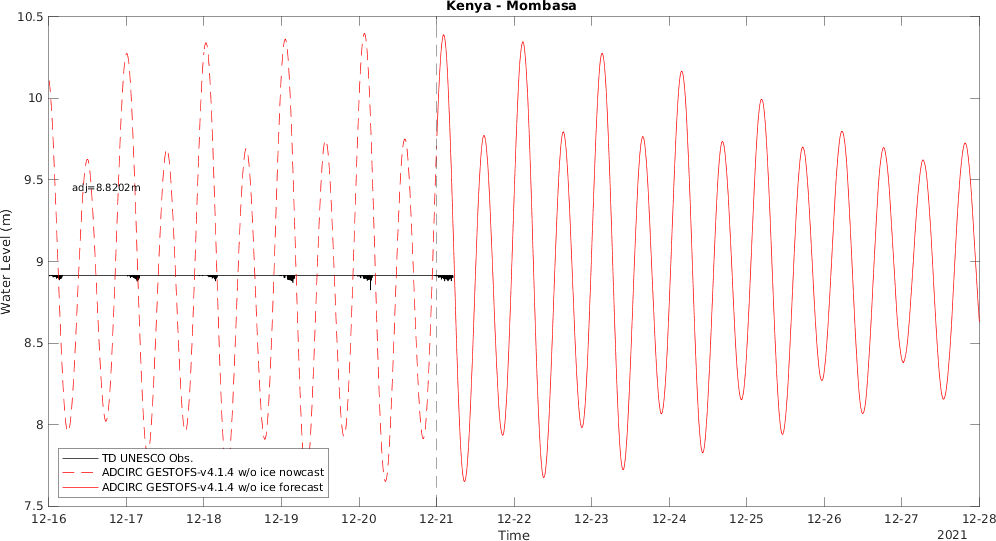 Kenya - Mombasa
10.5
10
9.5
9
8.5
8
7.5
Water Level (m)
adj=8.8202m
TD UNESCO Obs.
ADCIRC GESTOFS-v4.1.4 w/o ice nowcast
ADCIRC GESTOFS-v4.1.4 w/o ice forecast
12-16 12-17 12-18 12-19 12-20 12-21 12-22 12-23 12-24 12-25 12-26 12-27 12-28
Time
2021